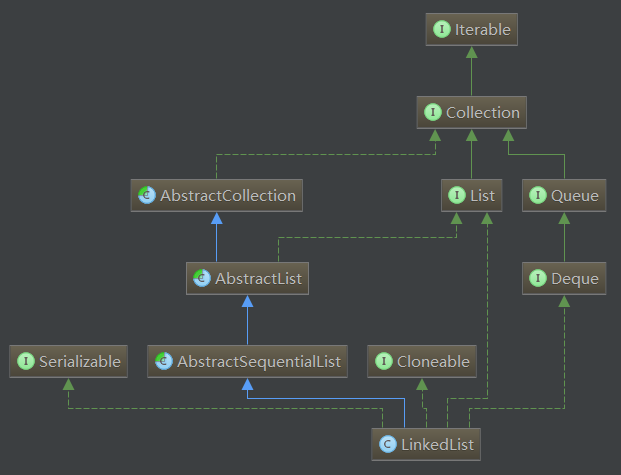 I Iterable
I Collection
C AbstractCollection
I List
I Queue
C AbstractList
I Deque
I Serializable
C AbstractSequentialList
I Cloneable
C LinkedList